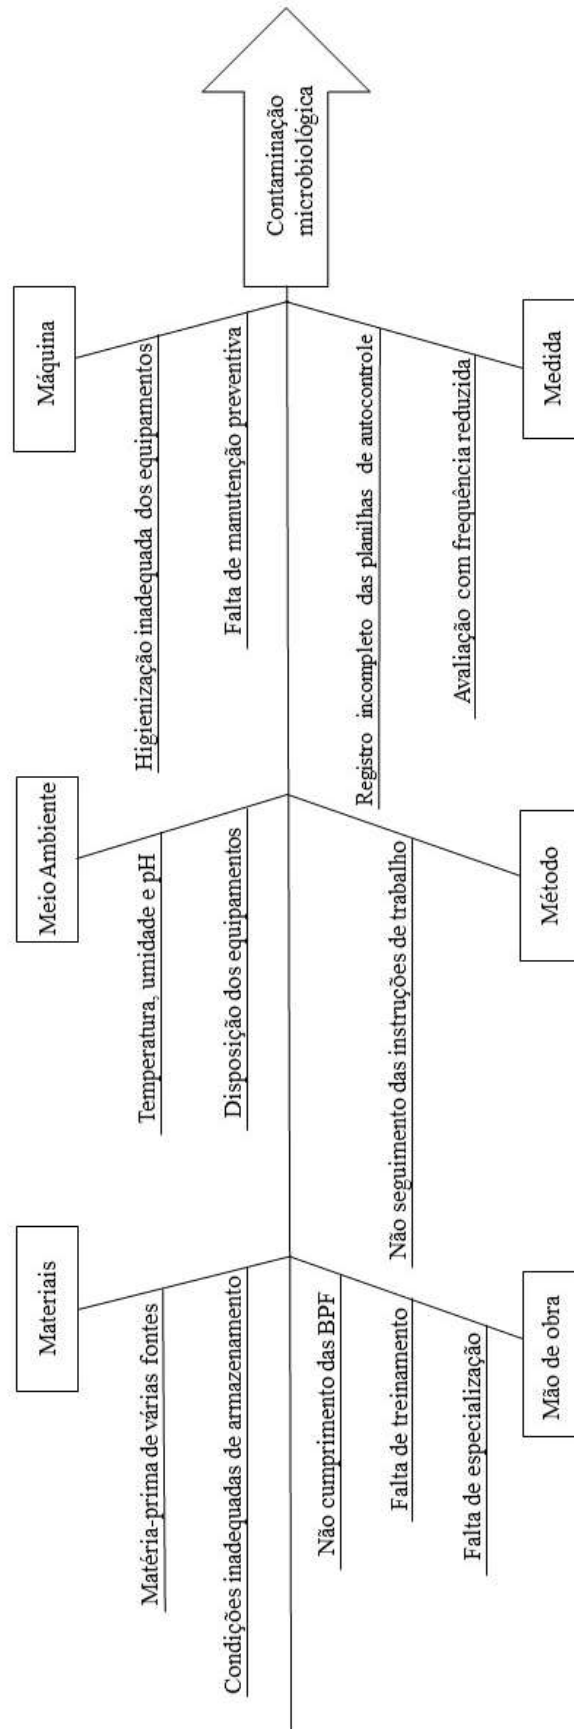 Materiais
Meio Ambiente
Máquina
Matéria-prima de várias fontes
Condições inadequadas de armazenamento
Temperatura, umidade e pH
Disposição dos equipamentos
Higienização inadequada dos equipamentos
Falta de manutenção preventiva
Contaminação
microbiológica
Não cumprimento das BPF
Falta de treinamento
Falta de especialização
Não seguimento das instruções de trabalho
Registro incompleto das planilhas de autocontrole
Avaliação com frequência reduzida
Mão de obra
Método
Medida